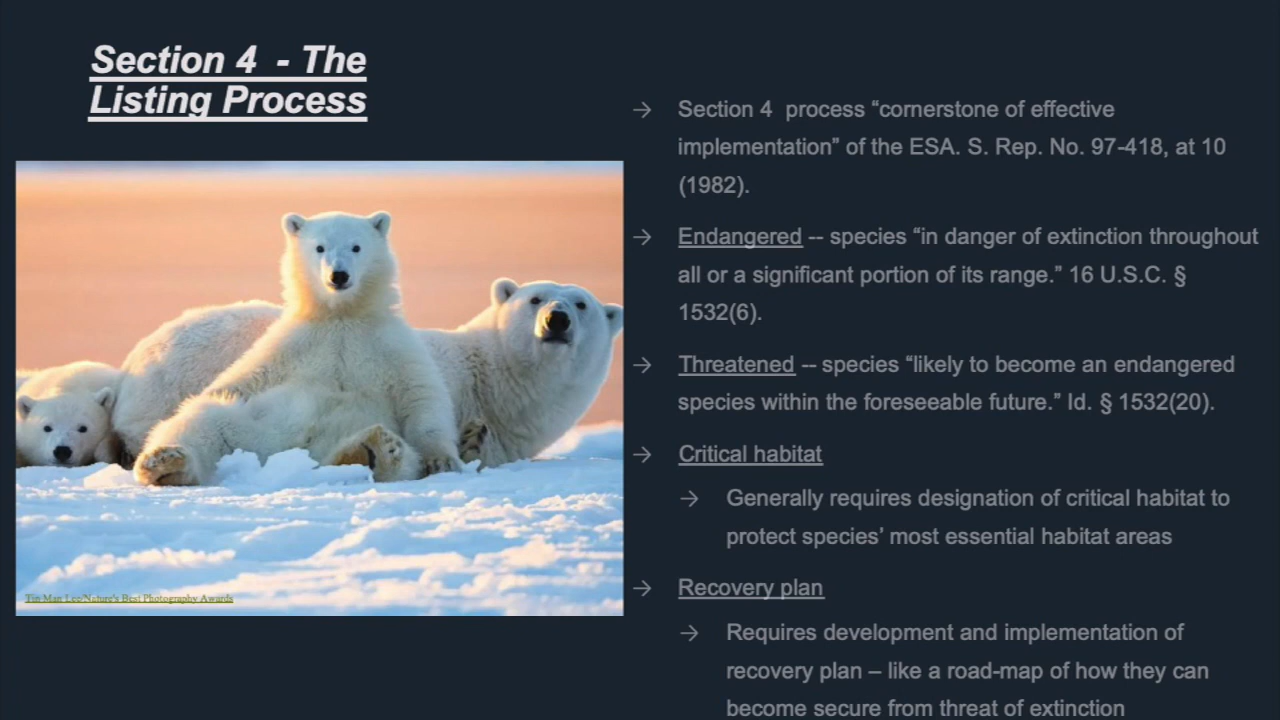 Section 4  - The
Listing Process
→ Section 4  process “cornerstone of effective
implementation” of the ESA. S. Rep. No. 97-418, at 10
(1982).
→ Endangered -- species “in danger of extinction throughout
all or a significant portion of its range.” 16 U.S.C. §
1532(6).
→ Threatened -- species “likely to become an endangered
species within the foreseeable future.” Id. § 1532(20).
→ Critical habitat
→ Generally requires designation of critical habitat to
protect species’ most essential habitat areas
→ Recovery plan
→ Requires development and implementation of
recovery plan – like a road-map of how they can
become secure from threat of extinction
Tin Man Lee/Nature's Best Photography Awards